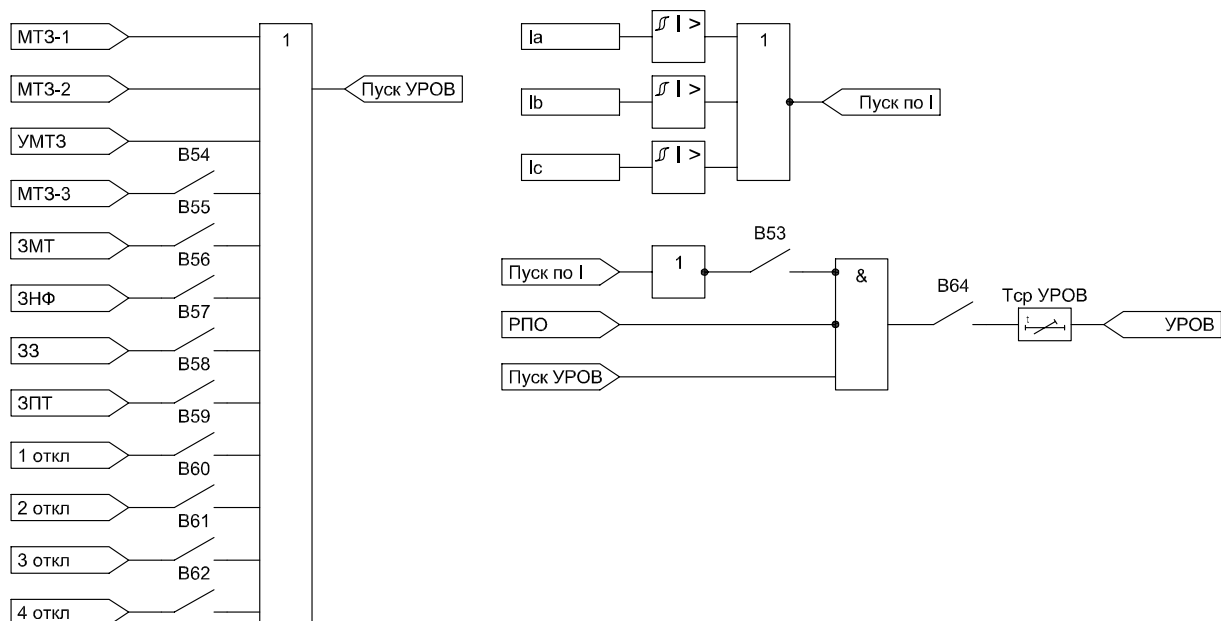 МТЗ-1
МТЗ-2
УМТЗ
В54
МТЗ-3
В55
ЗМТ
В56
ЗНФ
В57
ЗЗ
В58
ЗПТ
В59
1 откл
В60
2 откл
В61
3 откл
В62
4 откл
1
Пуск УРОВ
Ia
I >
Ib
I >
Ic
I >
1
Пуск по I
Пуск по I
1
В53
РПО
Пуск УРОВ
&
В64
Тср УРОВ
t
УРОВ